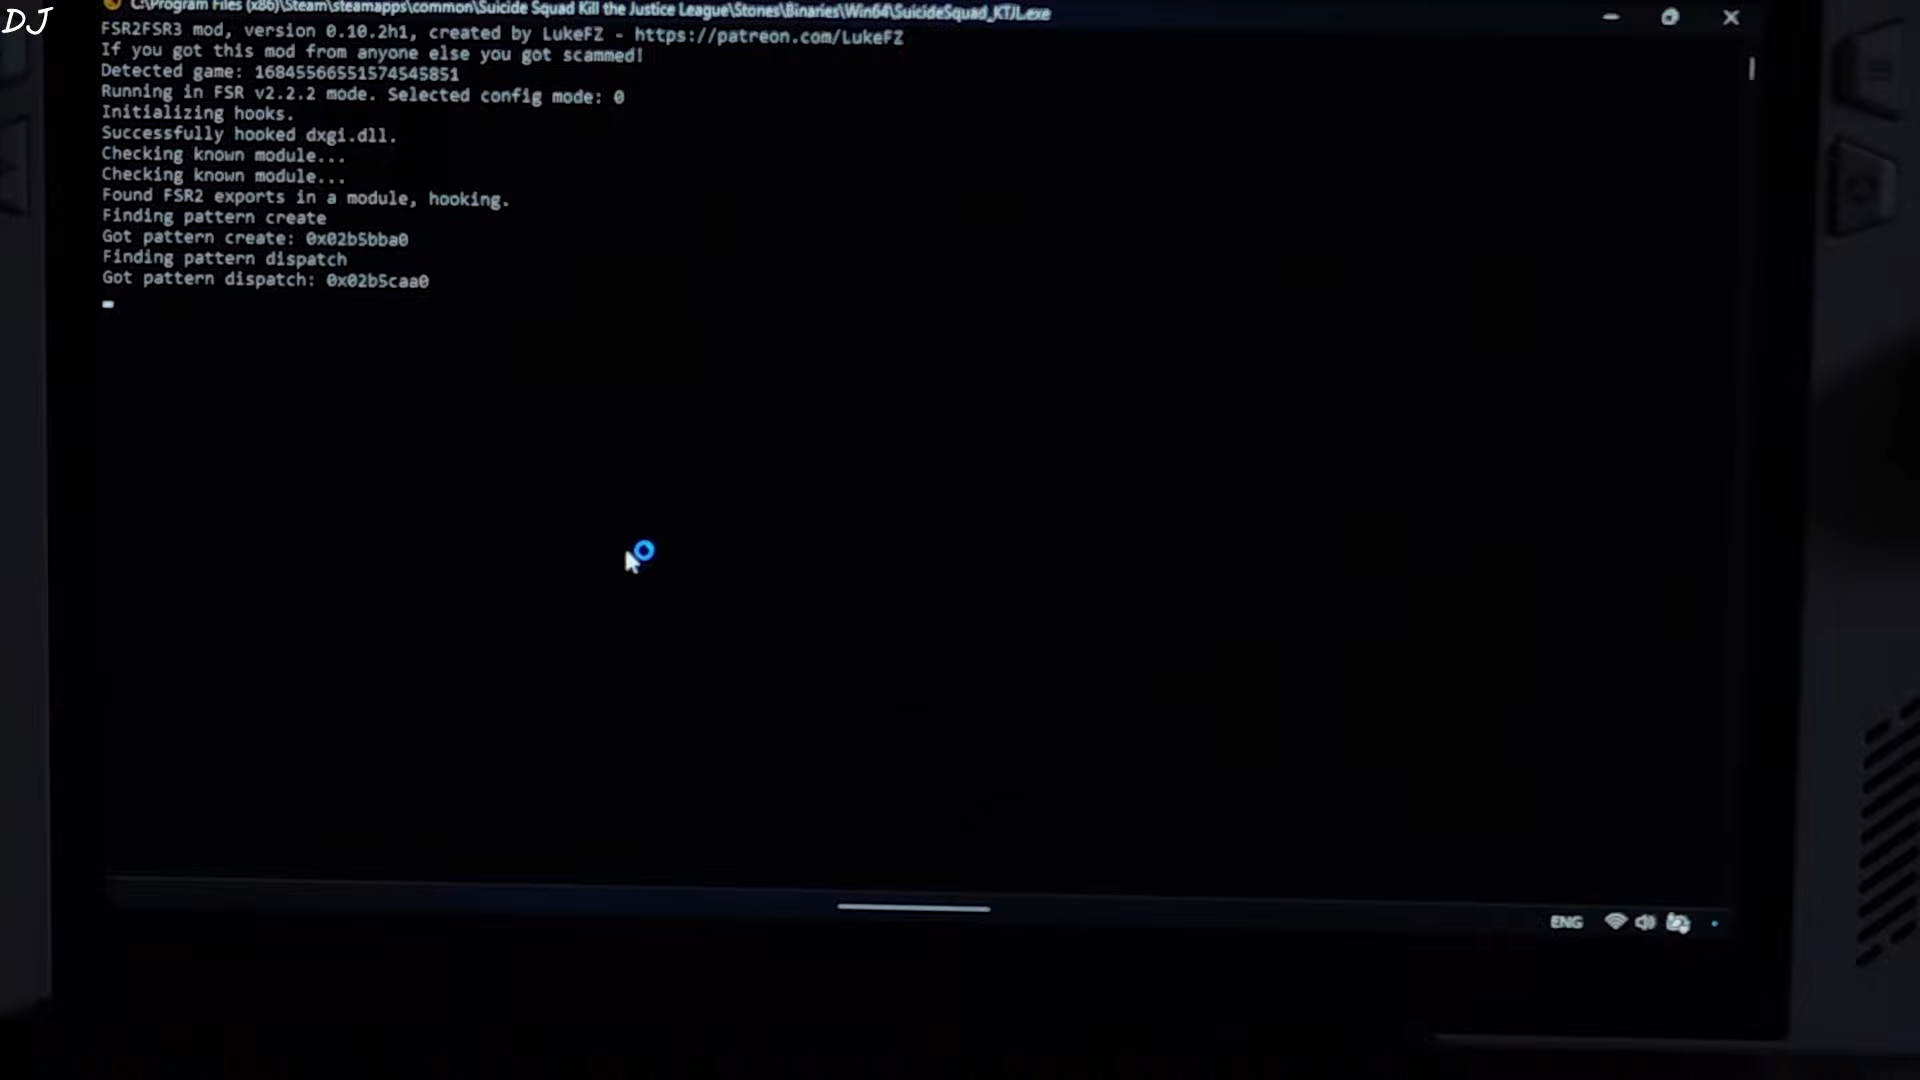 DJ
C:\Program Files (x86)\Steam\steamapps\common\Suicide Squad Kill the Justice League\Stones\Binaries\Win64\SuicideSquad_KTJL.exe
FSR2FSR3 mod, version 0.10.2h1, created by LukeFZ - https://patreon.com/LukeFZ
If you got this mod from anyone else you got scammed!
Detected game: 16845566551574545851
Running in FSR v2.2.2 mode. Selected config mode: 0
Initializing hooks.
Successfully hooked dxgi.dll.
Checking known module...
Checking known module...
Found FSR2 exports in a module, hooking.
Finding pattern create
Got pattern create: 0x02b5bba0
Finding pattern dispatch
Got pattern dispatch: 0x02b5caa0
ENG